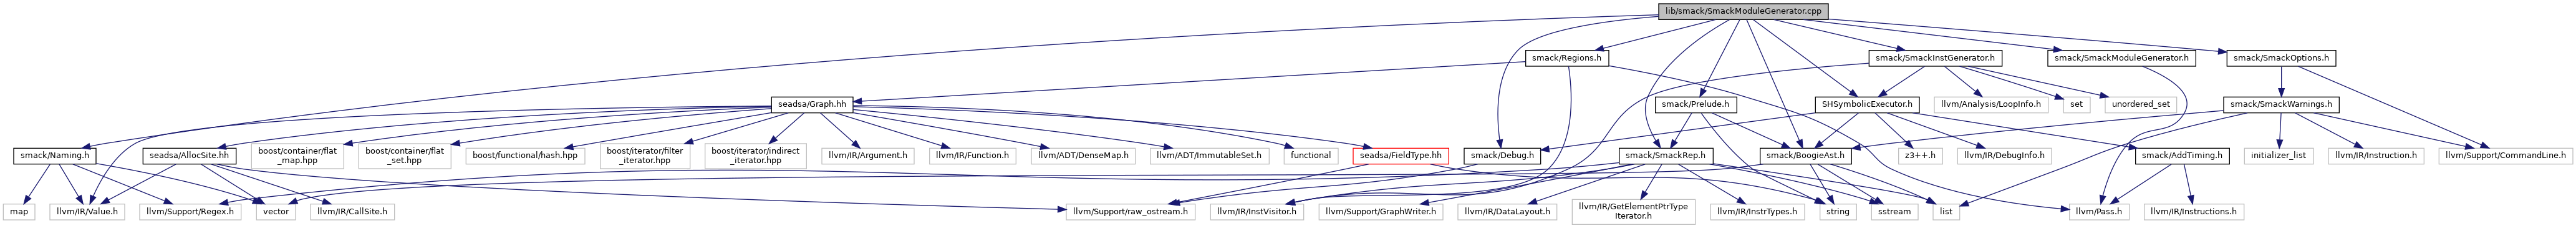 lib/smack/SmackModuleGenerator.cpp
smack/Regions.h
smack/SmackInstGenerator.h
smack/SmackModuleGenerator.h
smack/SmackOptions.h
seadsa/Graph.hh
smack/Prelude.h
SHSymbolicExecutor.h
llvm/Analysis/LoopInfo.h
set
unordered_set
smack/SmackWarnings.h
smack/Naming.h
seadsa/AllocSite.hh
boost/container/flat
_map.hpp
boost/container/flat
_set.hpp
boost/functional/hash.hpp
boost/iterator/filter
_iterator.hpp
boost/iterator/indirect
_iterator.hpp
llvm/IR/Argument.h
llvm/IR/Function.h
llvm/ADT/DenseMap.h
llvm/ADT/ImmutableSet.h
functional
seadsa/FieldType.hh
smack/Debug.h
smack/SmackRep.h
smack/BoogieAst.h
z3++.h
llvm/IR/DebugInfo.h
smack/AddTiming.h
initializer_list
llvm/IR/Instruction.h
llvm/Support/CommandLine.h
map
llvm/IR/Value.h
llvm/Support/Regex.h
vector
llvm/IR/CallSite.h
llvm/Support/raw_ostream.h
llvm/IR/InstVisitor.h
llvm/Support/GraphWriter.h
llvm/IR/DataLayout.h
llvm/IR/GetElementPtrType
Iterator.h
llvm/IR/InstrTypes.h
string
sstream
list
llvm/Pass.h
llvm/IR/Instructions.h